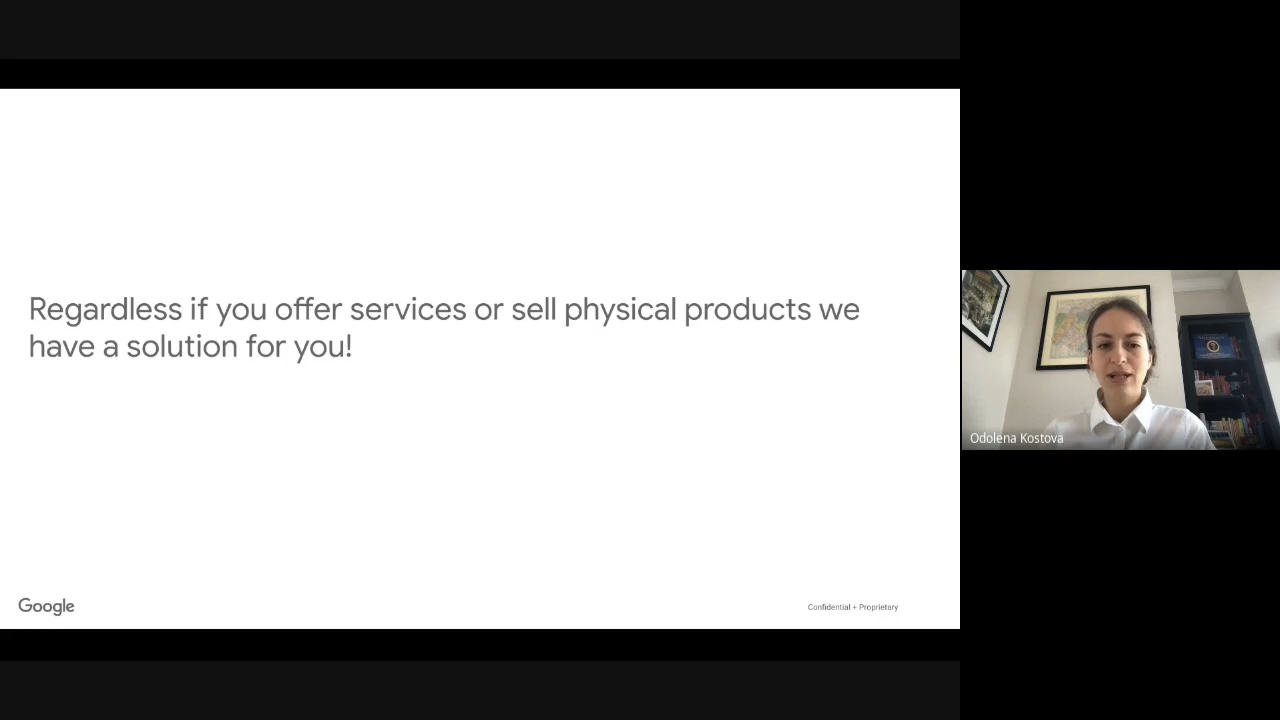 Regardless if you offer services or sell physical products we
have a solution for you!
Google
Confidential + Proprietary
Odolena Kostova